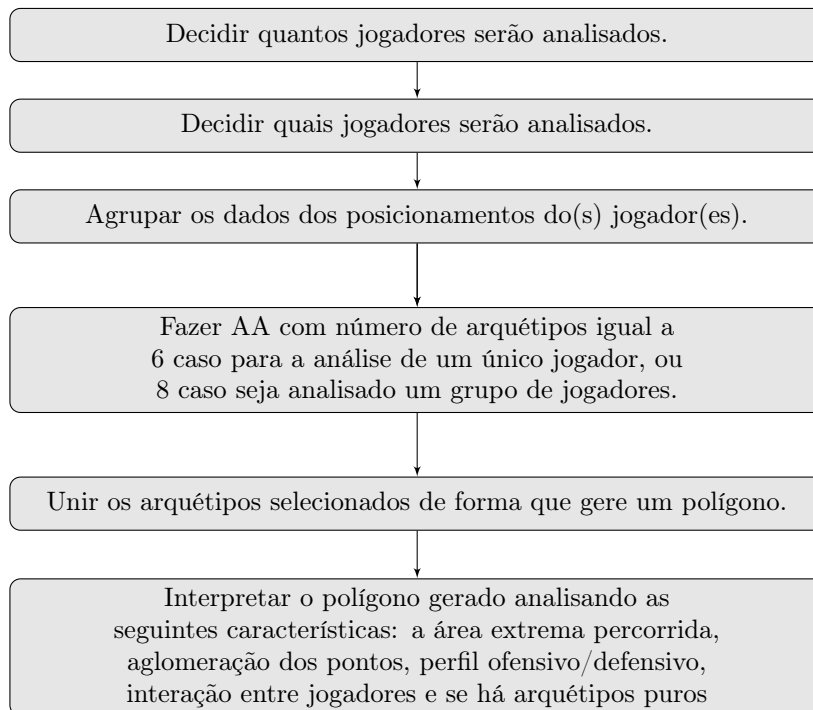 Decidir quantos jogadores serão analisados.
Decidir quais jogadores serão analisados.
Agrupar os dados dos posicionamentos do(s) jogador(es).
Fazer AA com número de arquétipos igual a
6 caso para a análise de um único jogador, ou
8 caso seja analisado um grupo de jogadores.
Unir os arquétipos selecionados de forma que gere um polígono.
Interpretar o polígono gerado analisando as
seguintes característifcas: a área extrema percorrida,
aglomeração dos pontos, perfil ofensivo/defensivo,
interação entre jogadores e se há arquétipos puros